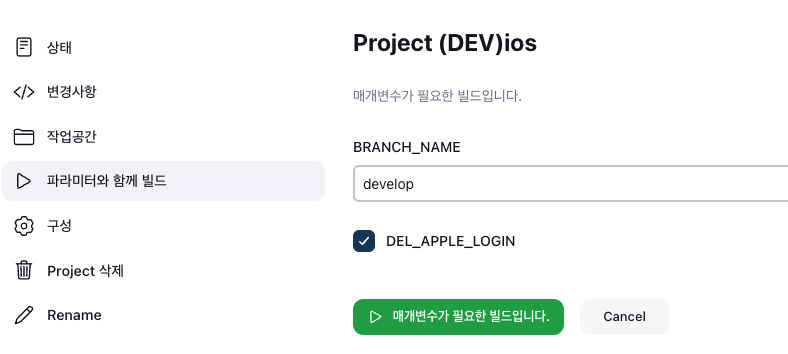 상태
변경사항
작업공간
파라미터와 함께 빌드
구성
Project 삭제
Rename
Project (DEV)ios
매개변수가 필요한 빌드입니다.
BRANCH_NAME
develop
DEL_APPLE_LOGIN
매개변수가 필요한 빌드입니다.
Cancel